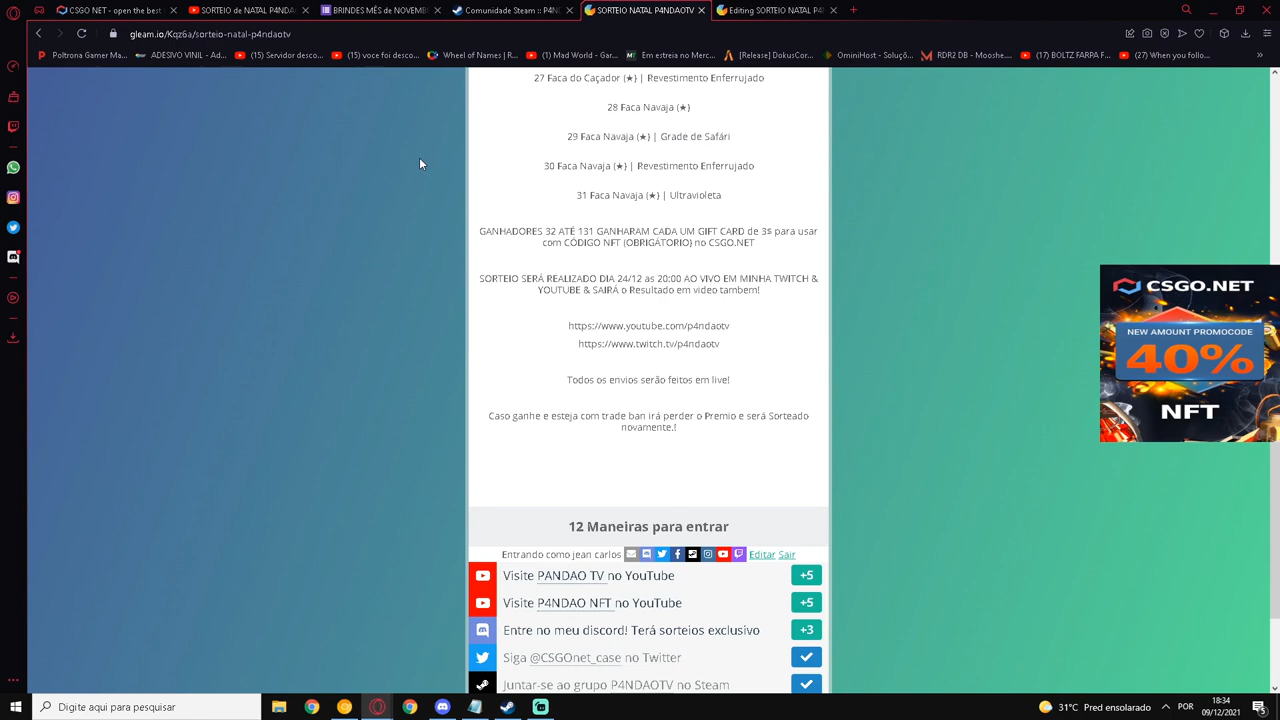 CSGO NET - open the best
SORTEIO de NATAL P4NDA
BRINDES MÊS de NOVEMB
Comunidade Steam :: P4N
SORTEIO NATAL P4NDAOTV
Editing SORTEIO NATAL P4N
gleam.io/Kqz6a/sorteio-natal-p4ndaotv
Poltrona Gamer Ma...
ADESIVO VINIL - Ad...
(15) Servidor desco...
(15) voce foi desco...
Wheel of Names | R...
(1) Mad World - Gar...
Em estreia no Merc...
[Release] DokusCor...
OminiHost - Soluçõ...
RDR2 DB - Mooshe...
(17) BOLTZ FARPA F...
(27) When you follo...
27 Faca do Caçador (★) | Revestimento Enferrujado
28 Faca Navaja (★)
29 Faca Navaja (★) | Grade de Safári
30 Faca Navaja (★) | Revestimento Enferrujado
31 Faca Navaja (★) | Ultravioleta
GANHADORES 32 ATÉ 131 GANHARAM CADA UM GIFT CARD de 3$ para usar
com CÓDIGO NFT (OBRIGÁTORIO) no CSGO.NET
SORTEIO SERÁ REALIZADO DIA 24/12 as 20:00 AO VIVO EM MINHA TWITCH &
YOUTUBE & SAIRÁ o Resultado em video tambem!
https://www.youtube.com/p4ndaotv
https://www.twitch.tv/p4ndaotv
Todos os envios serão feitos em live!
Caso ganhe e esteja com trade ban irá perder o Premio e será Sorteado
novamente.!
CSGO.NET
NEW AMOUNT PROMOCODE
40%
NFT
12 Maneiras para entrar
Entrando como jean carlos Editar Sair
Visite PANDAO TV no YouTube +5
Visite P4NDAO NFT no YouTube +5
Entre no meu discord! Terá sorteios exclusivo +3
Siga @CSGOnet_case no Twitter
Juntar-se ao grupo P4NDAOTV no Steam
Digite aqui para pesquisar
31°C Pred ensolarado
POR
18:34
09/12/2021
5